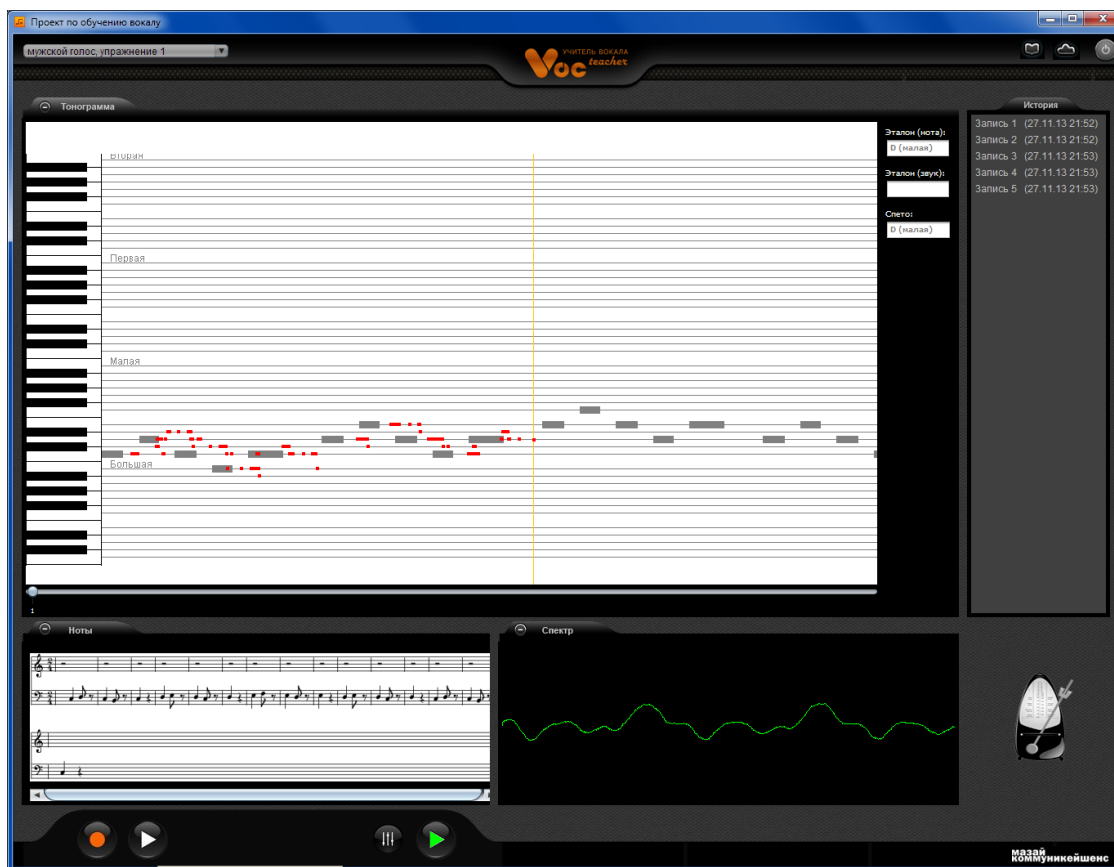 Проект по обучению вокалу
мужской голос, упражнение 1
УЧИТЕЛЬ ВОКАЛА
Voc teacher
Тонограмма
История
Вторая
Первая
Малая
Большая
Эталон (нота):
D (малая)
Эталон (звук):
Спето:
D (малая)
Запись 1 (27.11.13 21:52)
Запись 2 (27.11.13 21:52)
Запись 3 (27.11.13 21:53)
Запись 4 (27.11.13 21:53)
Запись 5 (27.11.13 21:53)
1
Ноты
Спектр
мазай
коммуникейшенс